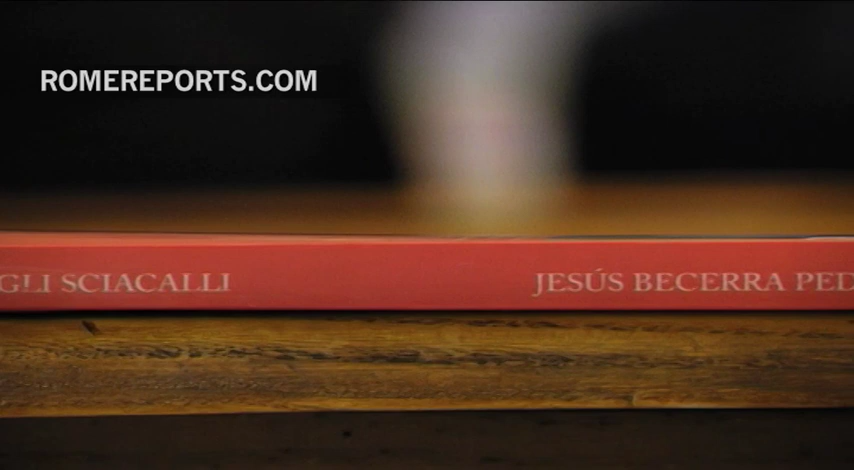 ROMEREPORTS.COM
GLI SCIACALLI
JESÚS BECERRA PED